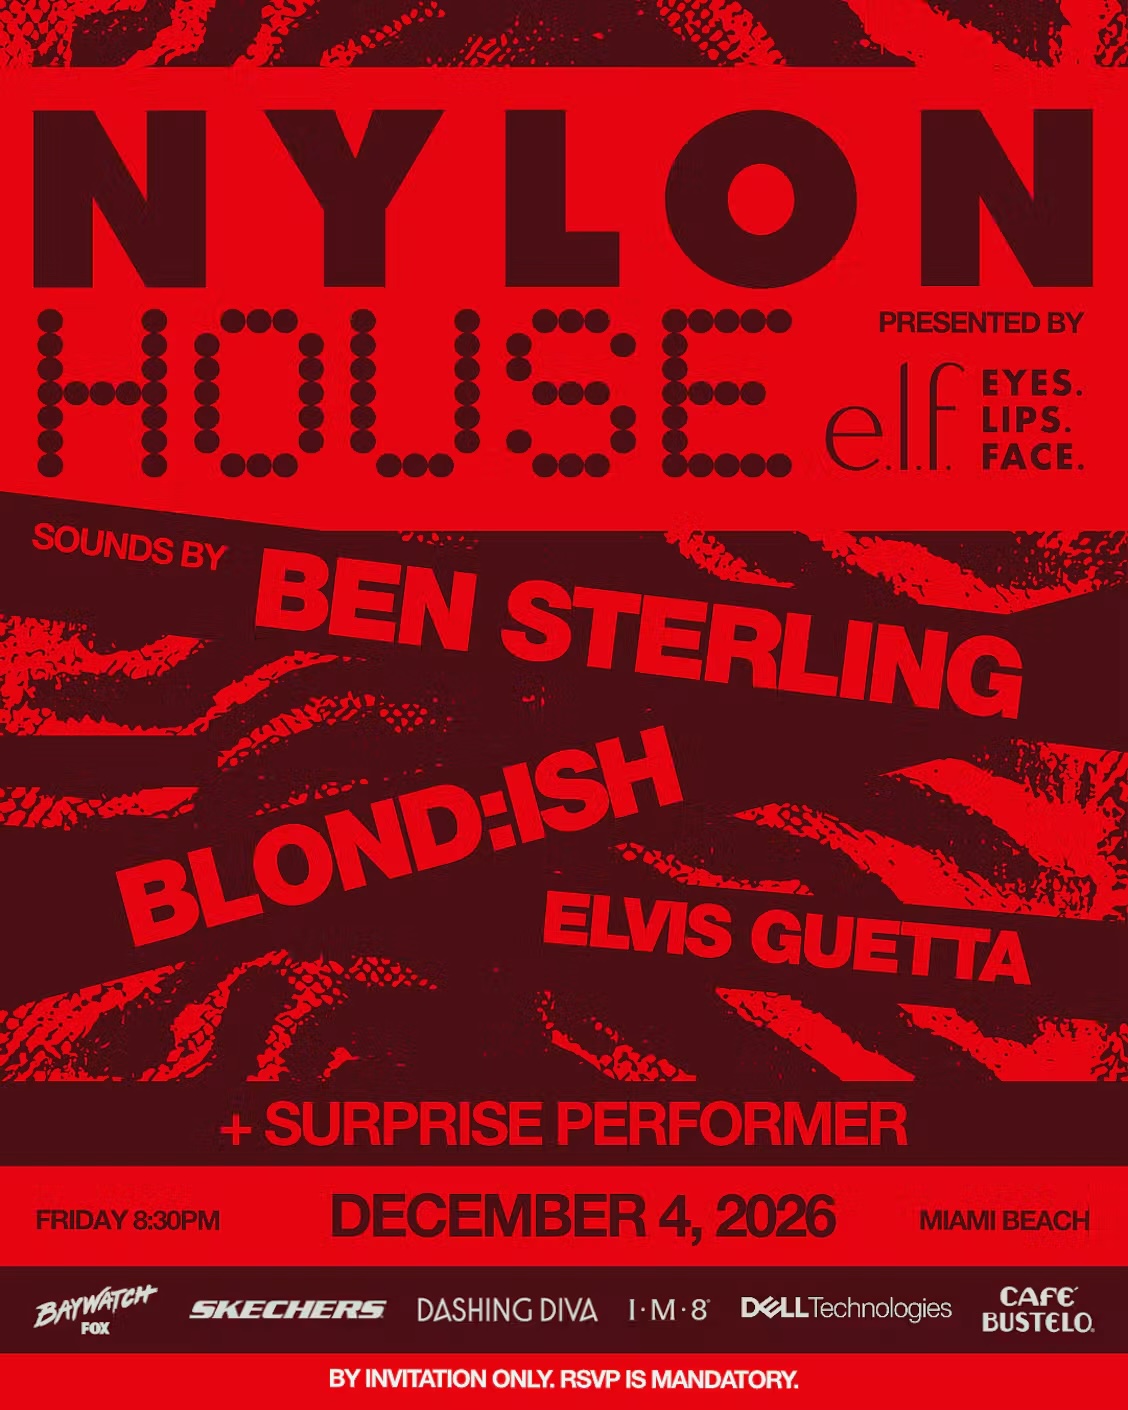 NYLON
HOUSE
PRESENTED BY
e.l.f. EYES.
LIPS.
FACE.
SOUNDS BY BEN STERLING
BLOND:ISH
ELVIS GUETTA
+ SURPRISE PERFORMER
FRIDAY 8:30PM DECEMBER 4, 2026 MIAMI BEACH
BAYWATCH
FOX
SKECHERS
DASHING DIVA
I·M·8
DELL Technologies
CAFÉ
BUSTELO
BY INVITATION ONLY. RSVP IS MANDATORY.